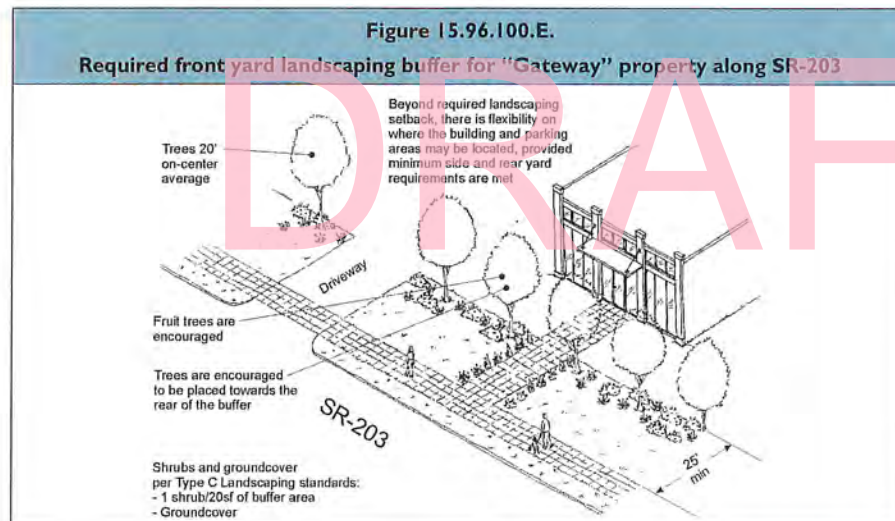 Figure 15.96.100.E.
Required front yard landscaping buffer for "Gateway" property along SR-203
DRAF
Beyond required landscaping
setback, there is flexibility on
where the building and parking
areas may be located, provided
minimum side and rear yard
requirements are met
Trees 20'
on-center
average
Driveway
Fruit trees are
encouraged
Trees are encouraged
to be placed towards the
rear of the buffer
SR-203
25'
min
Shrubs and groundcover
per Type C Landscaping standards:
- 1 shrub/20sf of buffer area
- Groundcover